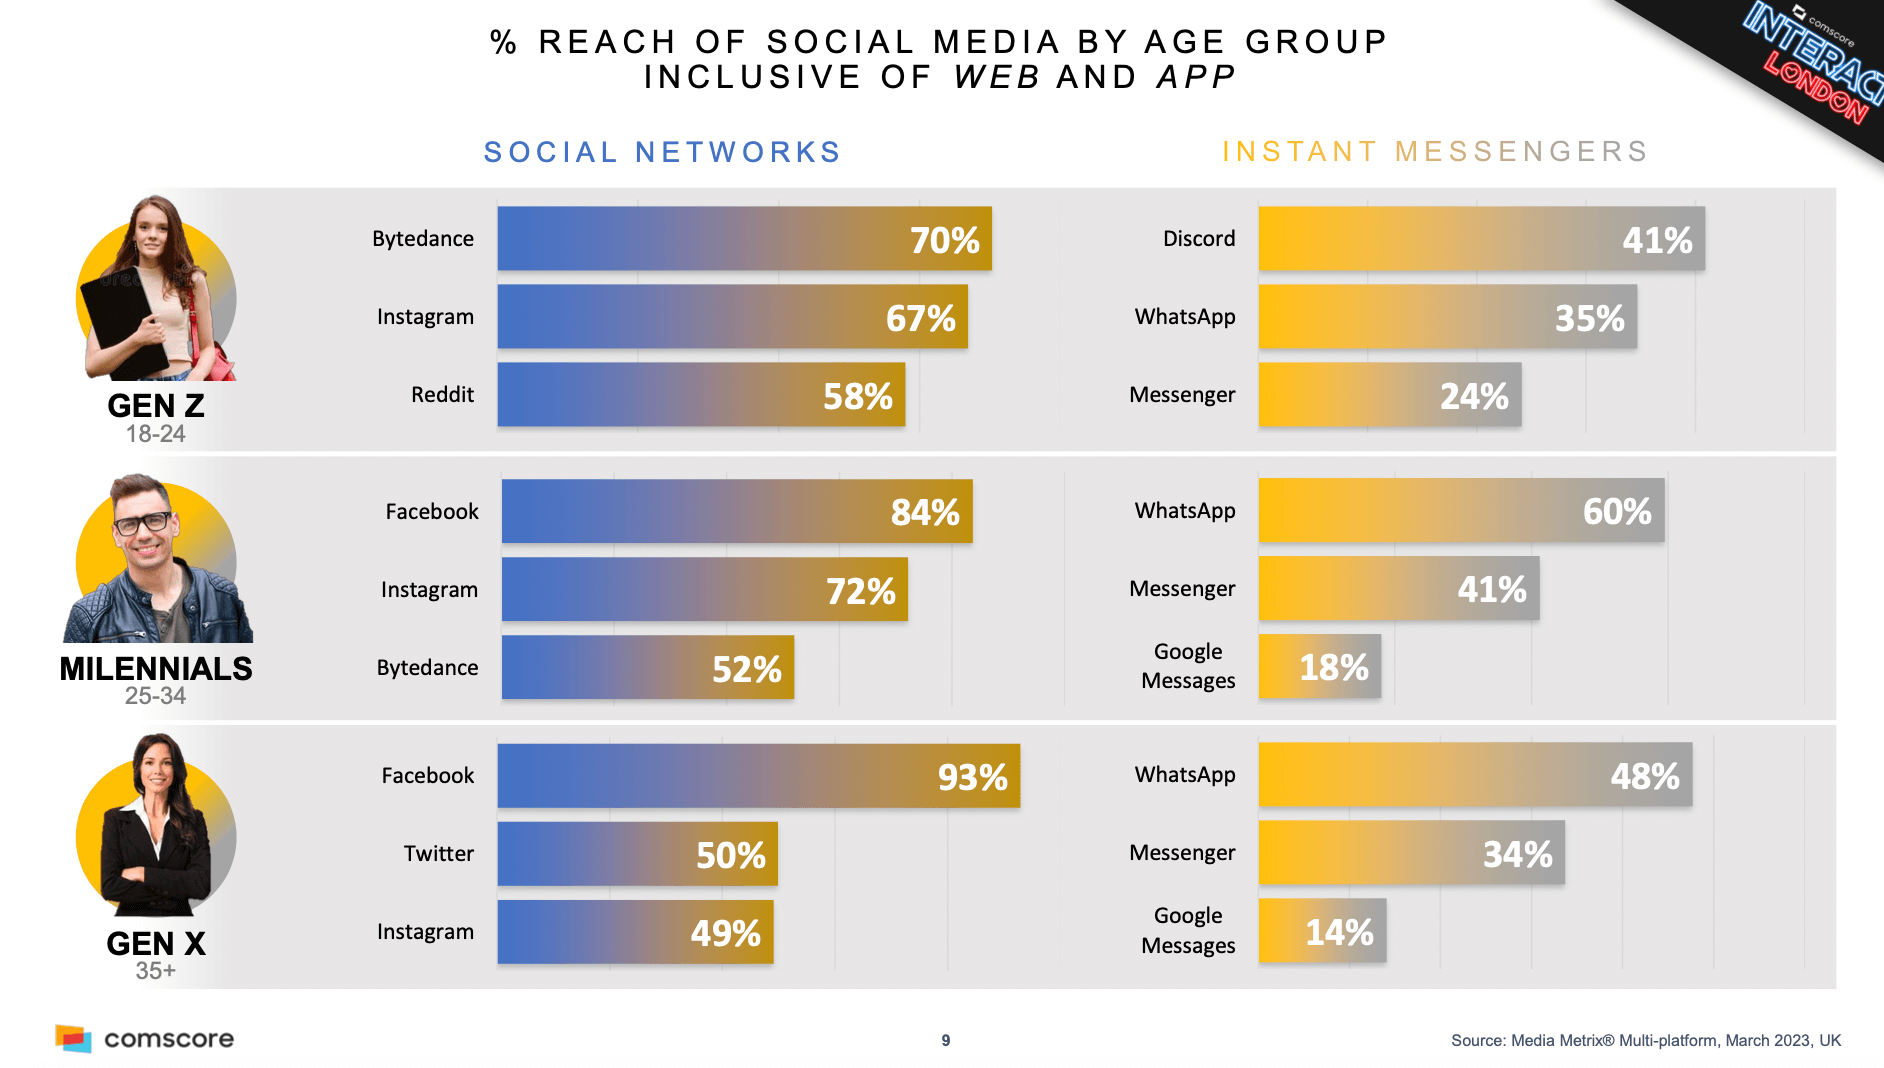 % REACH OF SOCIAL MEDIA BY AGE GROUP
INCLUSIVE OF WEB AND APP
comscore
INTERACT
LONDON
SOCIAL NETWORKS
INSTANT MESSENGERS
GEN Z
18-24
Bytedance
70%
Instagram
67%
Reddit
58%
Discord
41%
WhatsApp
35%
Messenger
24%
MILENNIALS
25-34
Facebook
84%
Instagram
72%
Bytedance
52%
WhatsApp
60%
Messenger
41%
Google
Messages
18%
GEN X
35+
Facebook
93%
Twitter
50%
Instagram
49%
WhatsApp
48%
Messenger
34%
Google
Messages
14%
comscore
9
Source: Media Metrix® Multi-platform, March 2023, UK